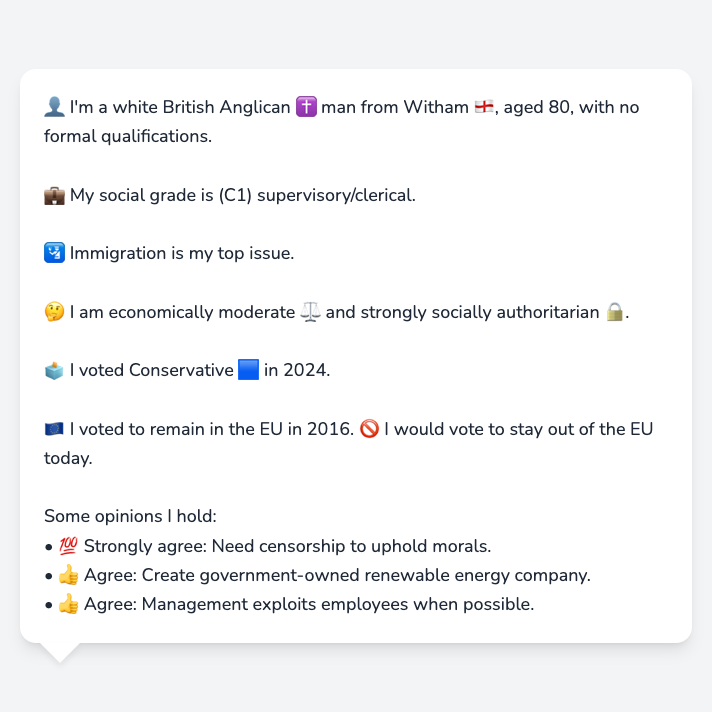 👤 I'm a white British Anglican ✝️ man from Witham 🏴󠁧󠁢󠁥󠁮󠁧󠁿, aged 80, with no
formal qualifications.
💼 My social grade is (C1) supervisory/clerical.
🛂 Immigration is my top issue.
🤔 I am economically moderate ⚖️ and strongly socially authoritarian 🔒.
🗳️ I voted Conservative 🟦 in 2024.
🇪🇺 I voted to remain in the EU in 2016. 🚫 I would vote to stay out of the EU
today.
Some opinions I hold:
• 💯 Strongly agree: Need censorship to uphold morals.
• 👍 Agree: Create government-owned renewable energy company.
• 👍 Agree: Management exploits employees when possible.